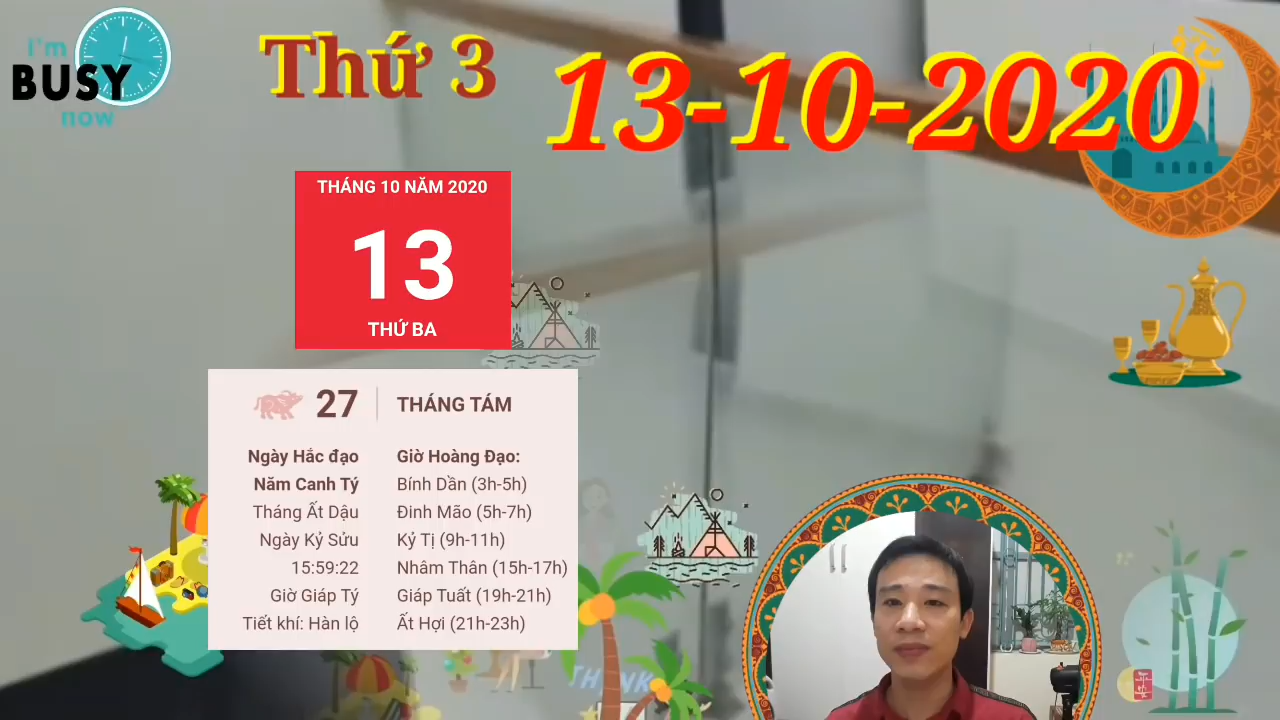 I'm
BUSY
now
Thứ 3
13-10-2020
THÁNG 10 NĂM 2020
13
THỨ BA
27
THÁNG TÁM
Ngày Hắc đạo
Năm Canh Tý
Tháng Ất Dậu
Ngày Kỷ Sửu
15:59:22
Giờ Giáp Tý
Tiết khí: Hàn lộ
Giờ Hoàng Đạo:
Bính Dần (3h-5h)
Đinh Mão (5h-7h)
Kỷ Tị (9h-11h)
Nhâm Thân (15h-17h)
Giáp Tuất (19h-21h)
Ất Hợi (21h-23h)
THINK
平安